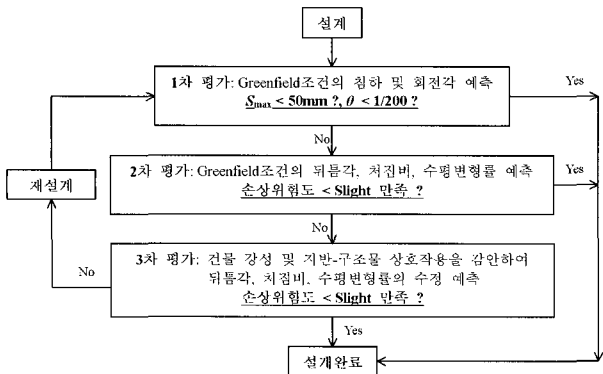 설계
1차 평가: Greenfield조건의 침하 및 회전각 예측
Smax < 50mm ?, θ < 1/200 ?
Yes
No
재설계
2차 평가: Greenfield조건의 뒤틀각, 처짐비, 수평변형률 예측
손상위험도 < Slight 만족 ?
Yes
No
3차 평가: 건물 강성 및 지반-구조물 상호작용을 감안하여
뒤틀각, 처짐비, 수평변형률의 수정 예측
손상위험도 < Slight 만족 ?
No
Yes
설계완료